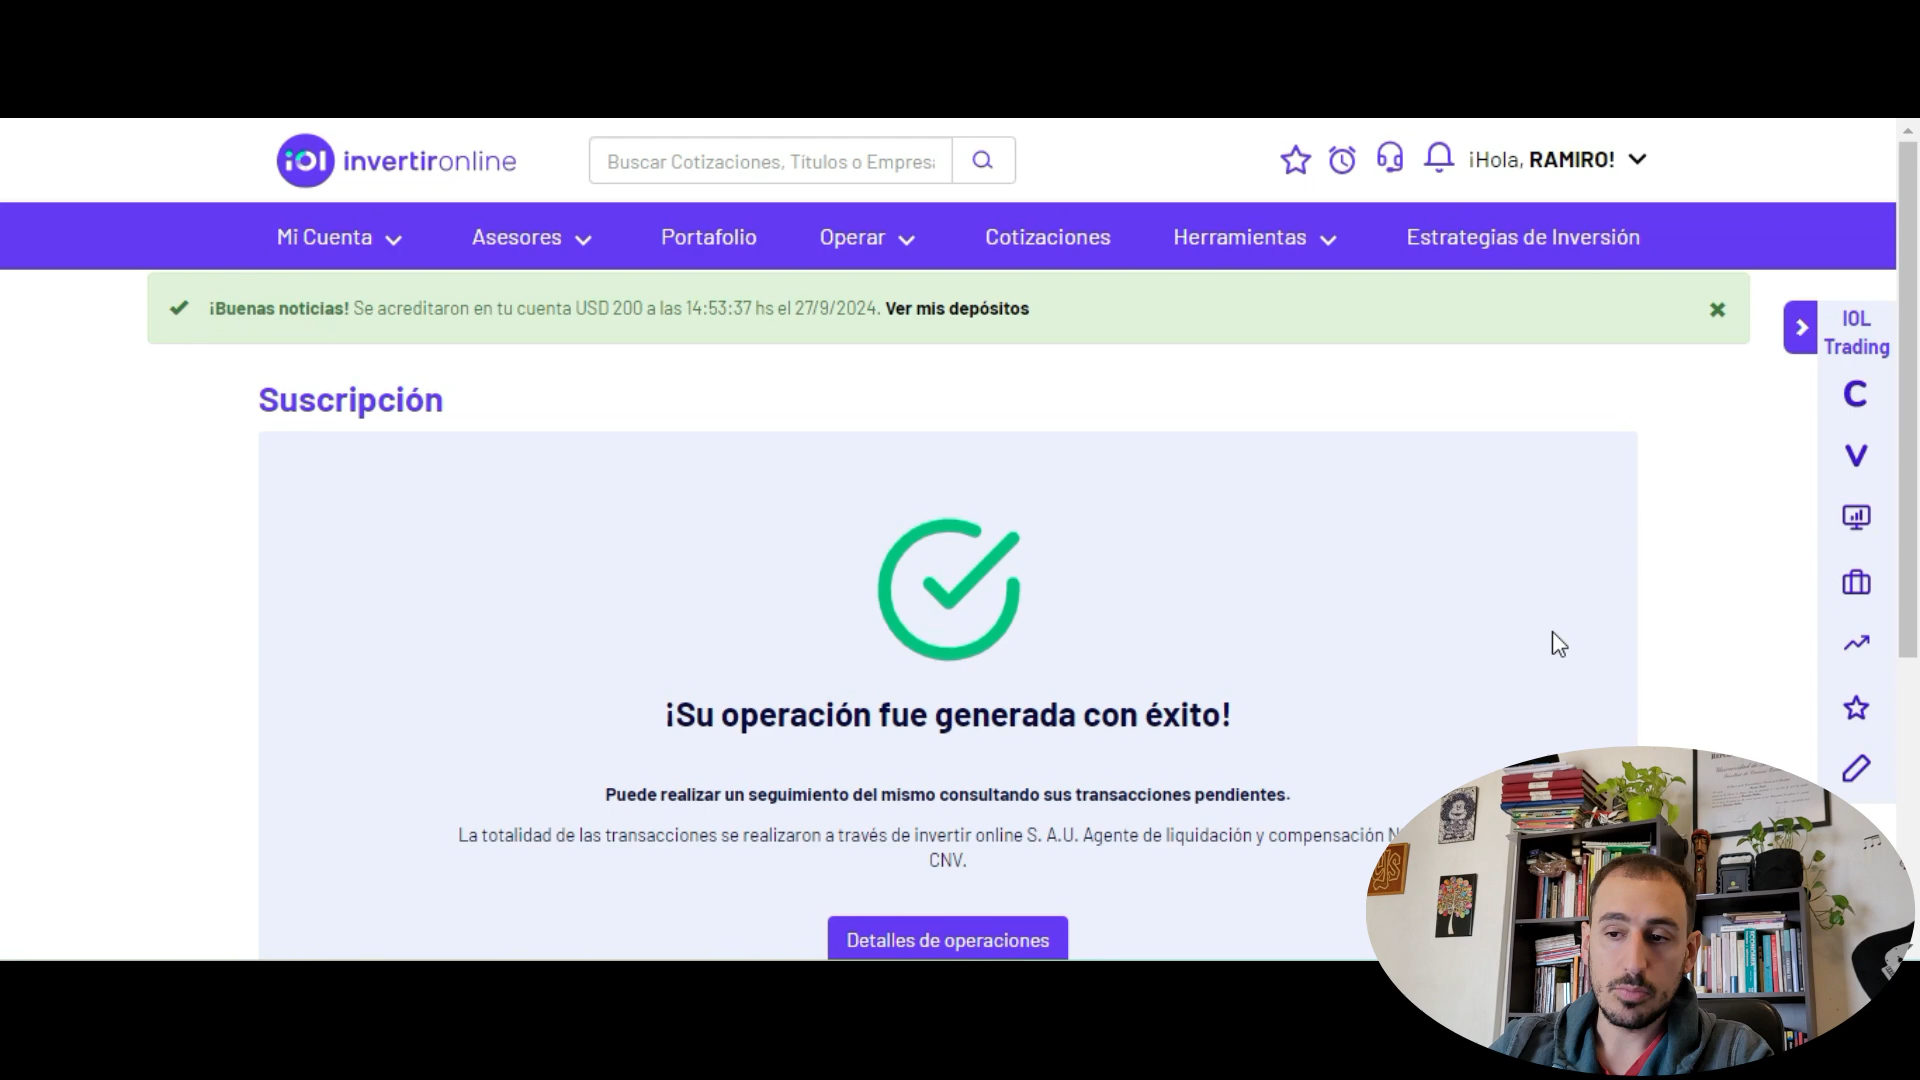 iOl invertironline
Buscar Cotizaciones, Títulos o Empres
¡Hola, RAMIRO!
Mi Cuenta
Asesores
Portafolio
Operar
Cotizaciones
Herramientas
Estrategias de Inversión
¡Buenas noticias! Se acreditaron en tu cuenta USD 200 a las 14:53:37 hs el 27/9/2024. Ver mis depósitos
IOL
Trading
C
V
Suscripción
¡Su operación fue generada con éxito!
Puede realizar un seguimiento del mismo consultando sus transacciones pendientes.
La totalidad de las transacciones se realizaron a través de invertir online S. A.U. Agente de liquidación y compensación N
CNV.
Detalles de operaciones